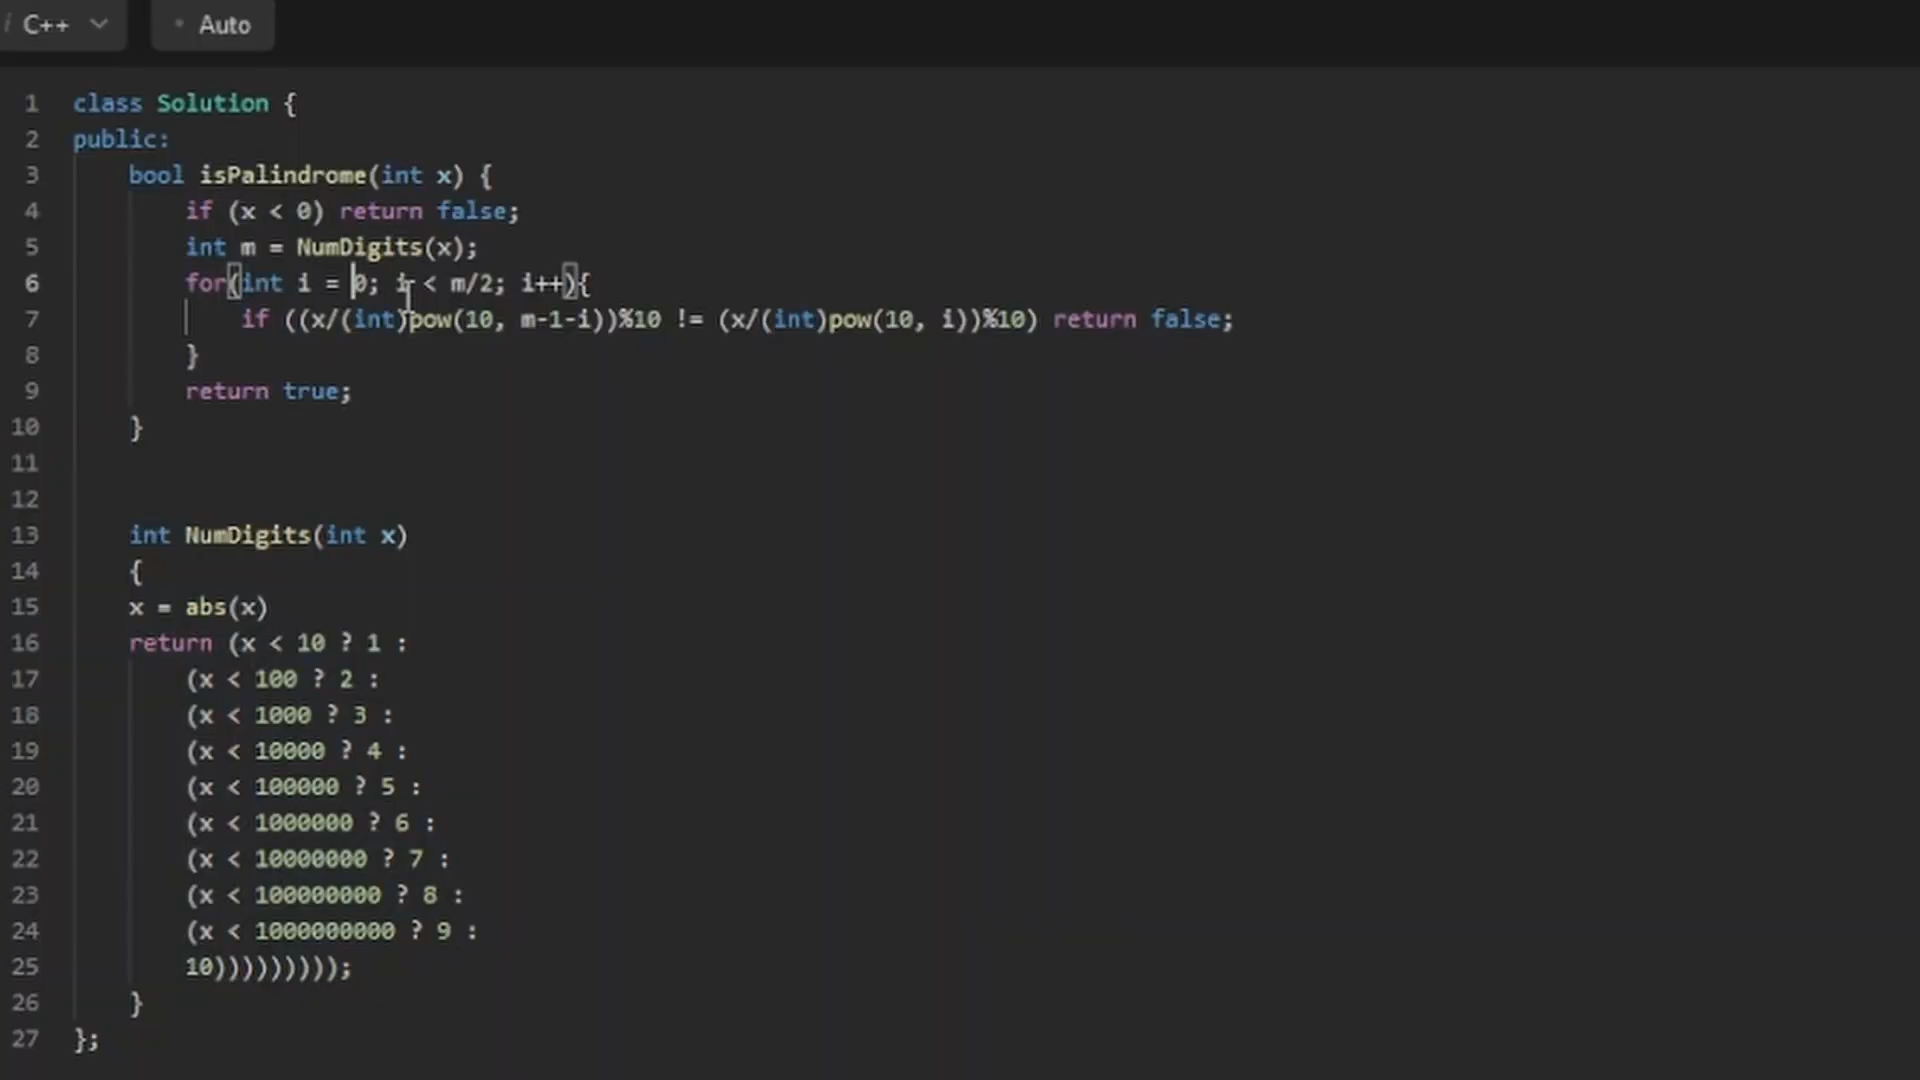 i C++ Auto
1 class Solution {
2 public:
3 bool isPalindrome(int x) {
4 if (x < 0) return false;
5 int m = NumDigits(x);
6 for(int i = 0; i < m/2; i++){
7 if ((x/(int)pow(10, m-1-i))%10 != (x/(int)pow(10, i))%10) return false;
8 }
9 return true;
10 }
11
12
13 int NumDigits(int x)
14 {
15 x = abs(x)
16 return (x < 10 ? 1 :
17 (x < 100 ? 2 :
18 (x < 1000 ? 3 :
19 (x < 10000 ? 4 :
20 (x < 100000 ? 5 :
21 (x < 1000000 ? 6 :
22 (x < 10000000 ? 7 :
23 (x < 100000000 ? 8 :
24 (x < 1000000000 ? 9 :
25 10)))))))));
26 }
27 };